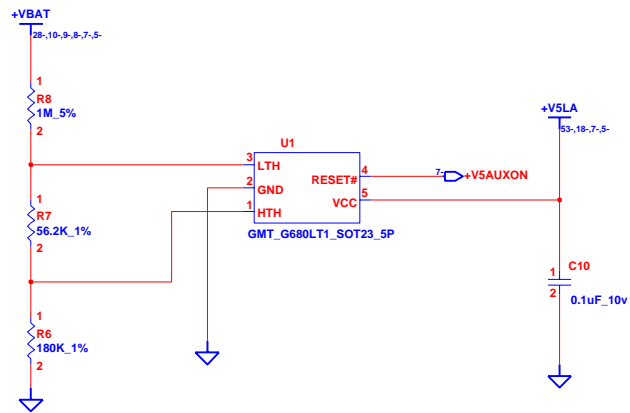 +VBAT
28-,10-,9-,8-,7-,5-
1
R8
1M_5%
2
+V5LA
53-,18-,7-,5-
U1
3
LTH
4
RESET#
7-
+V5AUXON
2
GND
5
VCC
1
HTH
GMT_G680LT1_SOT23_5P
1
R7
56.2K_1%
2
1
C10
2
0.1uF_10v
1
R6
180K_1%
2